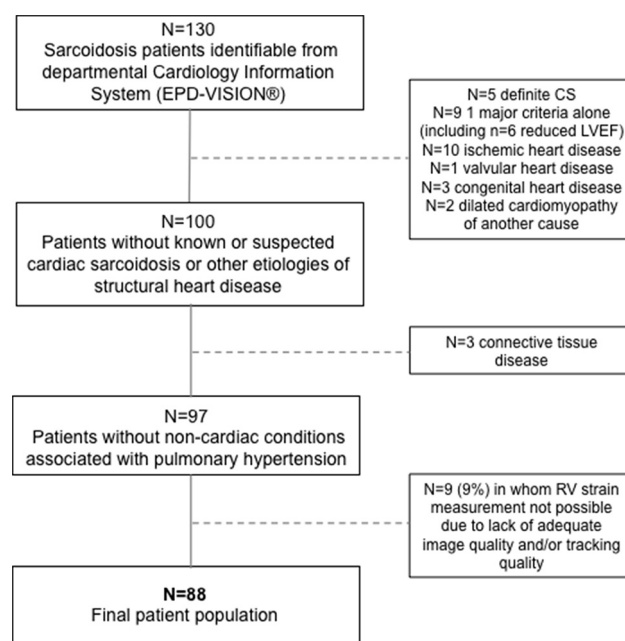 N=130
Sarcoidosis patients identifiable from
departmental Cardiology Information
System (EPD-VISION®)
N=5 definite CS
N=9 1 major criteria alone
(including n=6 reduced LVEF)
N=10 ischemic heart disease
N=1 valvular heart disease
N=3 congenital heart disease
N=2 dilated cardiomyopathy
of another cause
N=100
Patients without known or suspected
cardiac sarcoidosis or other etiologies of
structural heart disease
N=3 connective tissue
disease
N=97
Patients without non-cardiac conditions
associated with pulmonary hypertension
N=9 (9%) in whom RV strain
measurement not possible
due to lack of adequate
image quality and/or tracking
quality
N=88
Final patient population